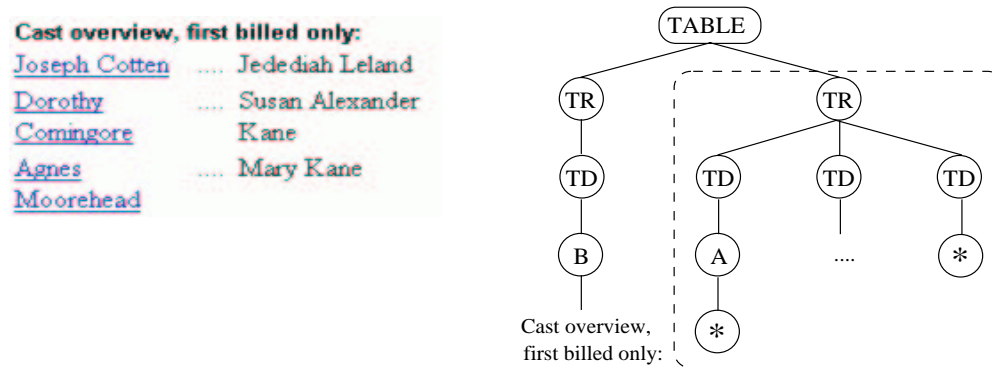 Cast overview, first billed only:
Joseph Cotten .... Jedediah Leland
Dorothy .... Susan Alexander
Comingore Kane
Agnes .... Mary Kane
Moorehead
TABLE
TR TR
TD TD TD TD
B A .... *
*
Cast overview,
first billed only: